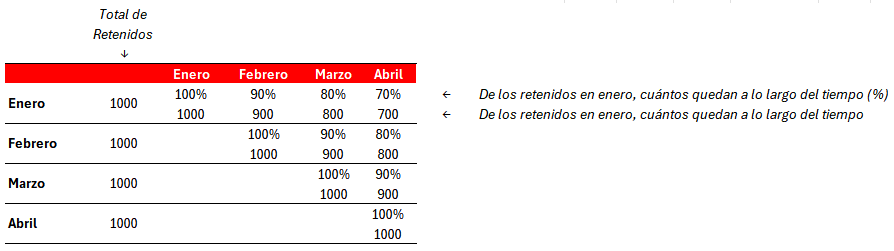 Total de
Retenidos
↓
Enero Febrero Marzo Abril
100% 90% 80% 70% ← De los retenidos en enero, cuántos quedan a lo largo del tiempo (%)
Enero 1000
1000 900 800 700 ← De los retenidos en enero, cuántos quedan a lo largo del tiempo
100% 90% 80%
Febrero 1000
1000 900 800
100% 90%
Marzo 1000
1000 900
100%
Abril 1000
1000